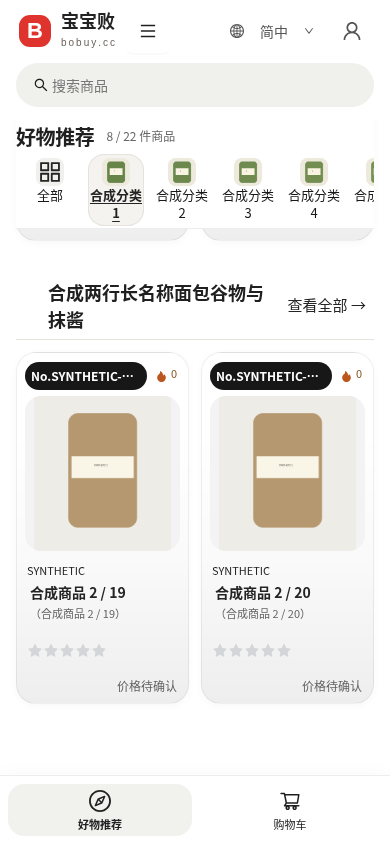 B 宝宝败
bobuy.cc
简中
搜索商品
好物推荐 8 / 22 件商品
全部
合成分类 1
合成分类 2
合成分类 3
合成分类 4
合成
合成两行长名称面包谷物与
抹酱
查看全部 →
No.SYNTHETIC-… 0
SYNTHETIC
合成商品 2 / 19
（合成商品 2 / 19）
价格待确认
No.SYNTHETIC-… 0
SYNTHETIC
合成商品 2 / 20
（合成商品 2 / 20）
价格待确认
好物推荐
购物车